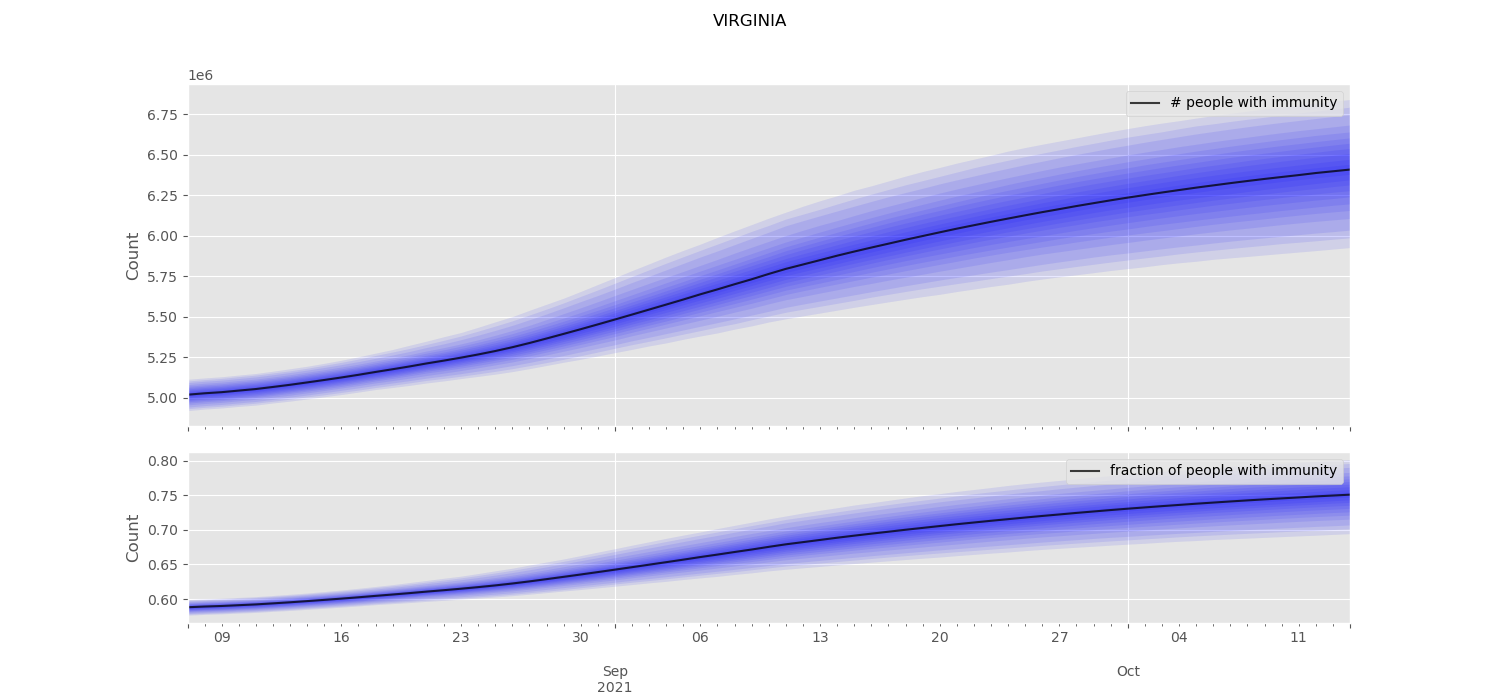 VIRGINIA
1e6
# people with immunity
6.75
6.50
6.25
6.00
5.75
5.50
5.25
5.00
Count
fraction of people with immunity
0.80
0.75
0.70
0.65
0.60
Count
09 16 23 30 06 13 20 27 04 11
Sep Oct
2021